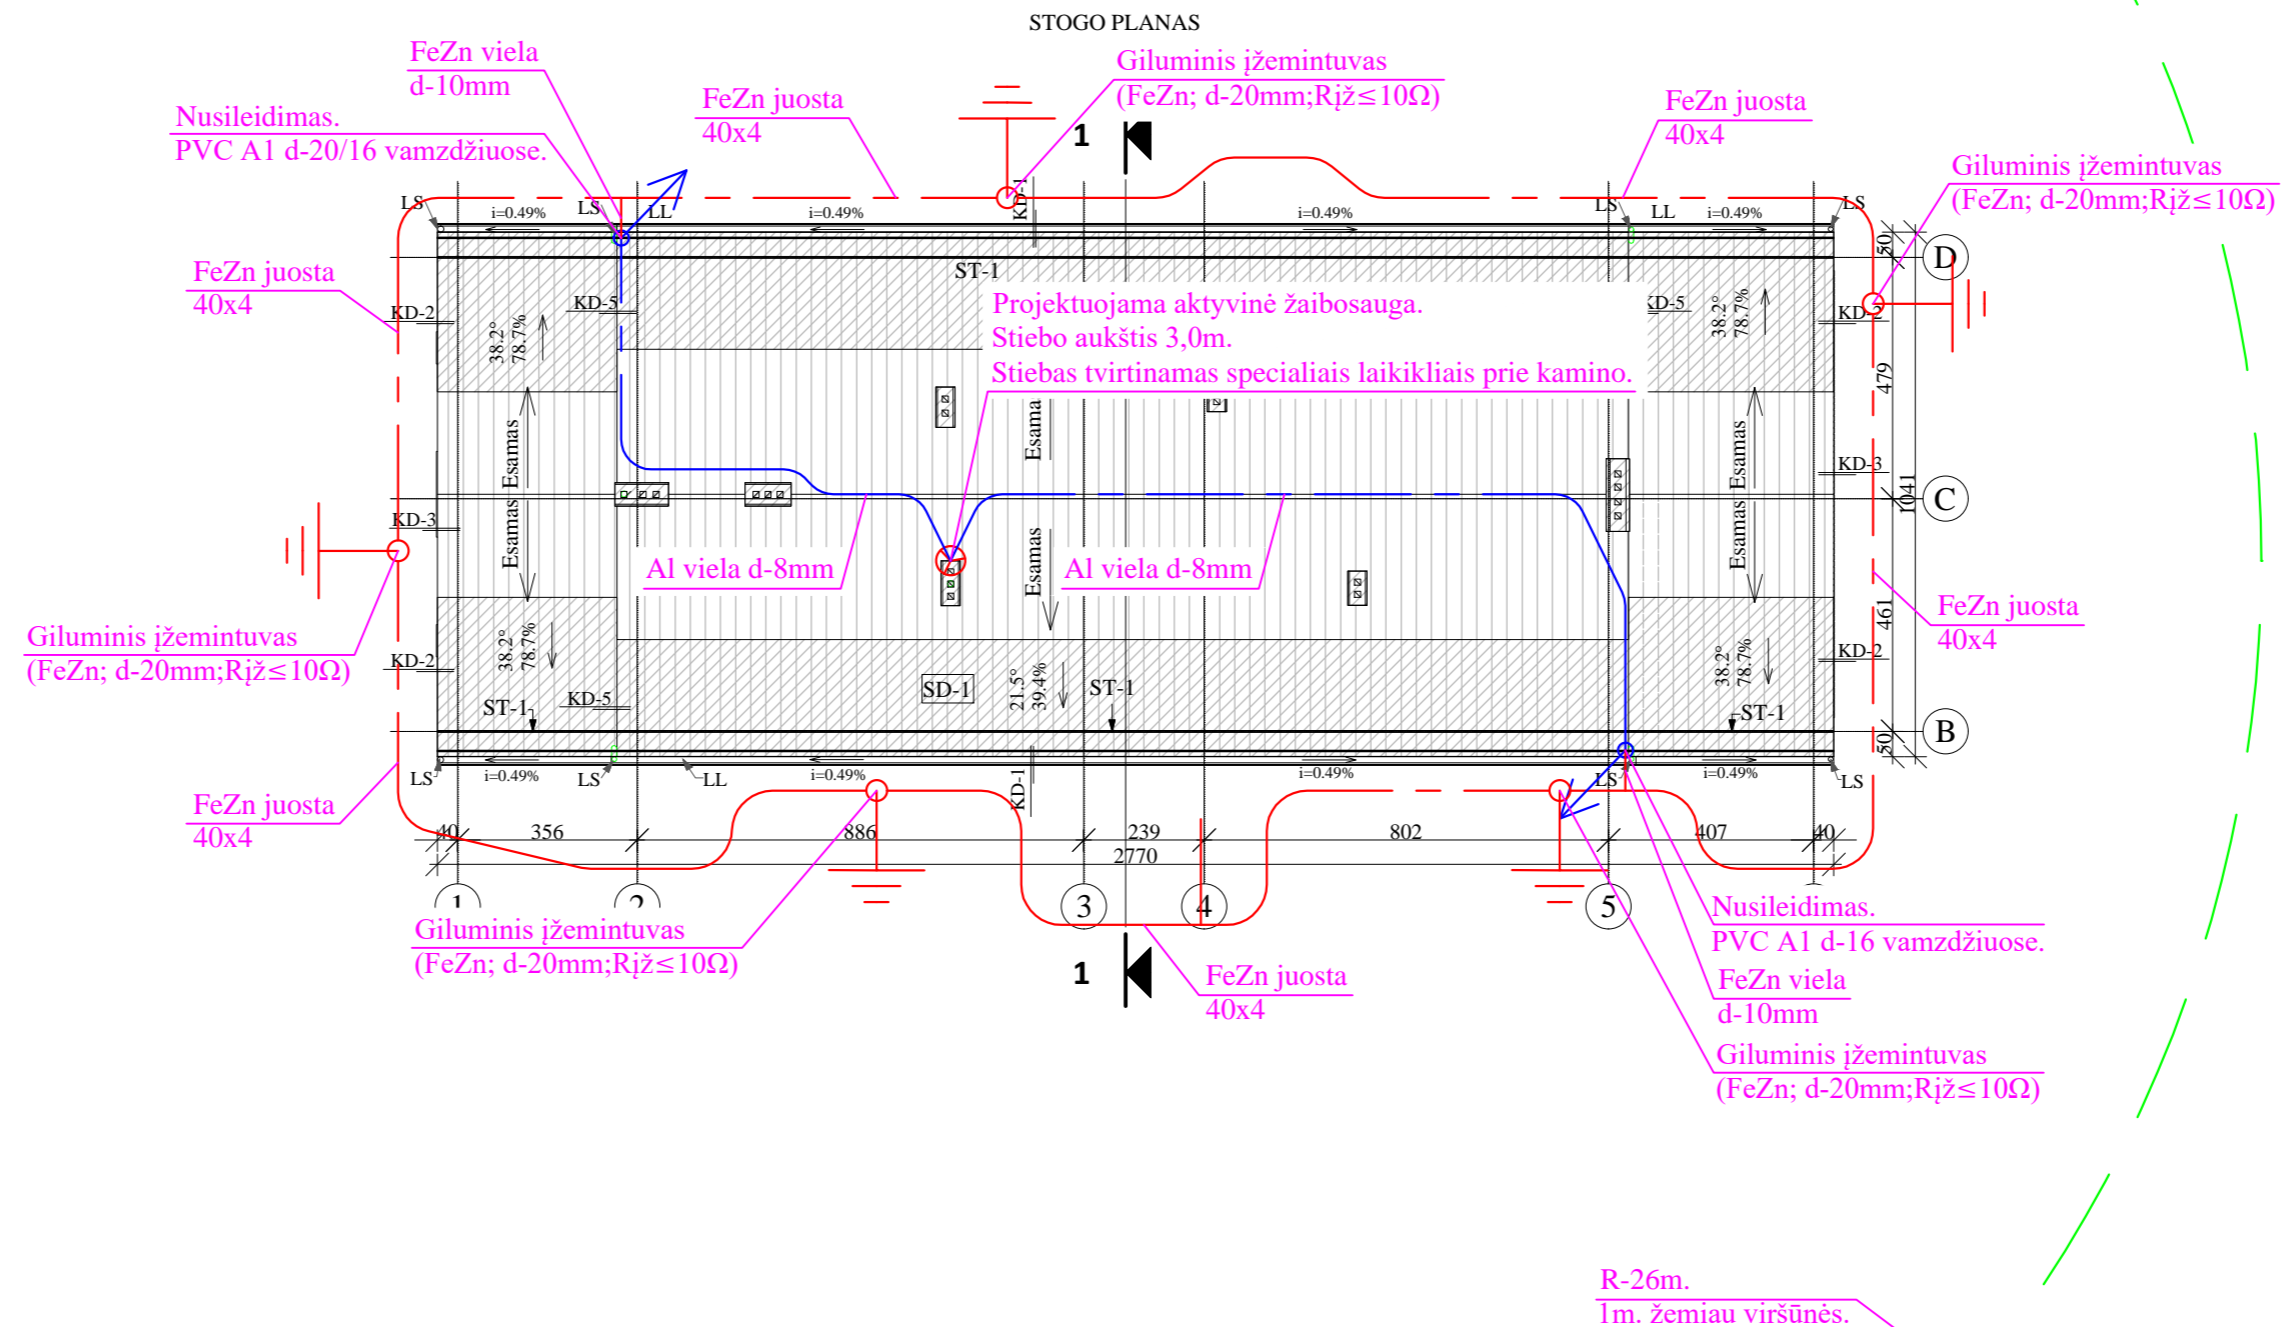 STOGO PLANAS
FeZn viela
d-10mm
Nusileidimas.
PVC A1 d-20/16 vamzdžiuose.
FeZn juosta
40x4
Giluminis įžemintuvas
(FeZn; d-20mm;Rįž≤10Ω)
1
FeZn juosta
40x4
Giluminis įžemintuvas
(FeZn; d-20mm;Rįž≤10Ω)
LS
i=0.49%
LS
LL
i=0.49%
KD-1
i=0.49%
LS
LL
i=0.49%
LS
50
D
FeZn juosta
40x4
KD-2
38.2°
78.7%
KD-5
ST-1
Projektuojama aktyvinė žaibosauga.
Stiebo aukštis 3,0m.
Stiebas tvirtinamas specialiais laikikliais prie kamino.
KD-5
38.2°
78.7%
KD-2
479
Esamas
Esama
Esamas
KD-3
1041
C
KD-3
Esamas
Esamas
Esamas
Al viela d-8mm
Al viela d-8mm
461
FeZn juosta
40x4
Giluminis įžemintuvas
(FeZn; d-20mm;Rįž≤10Ω)
KD-2
38.2°
78.7%
KD-5
ST-1
SD-1
21.5°
39.4%
ST-1
38.2°
78.7%
KD-2
ST-1
50
B
LS
i=0.49%
LS
LL
i=0.49%
KD-1
i=0.49%
LS
i=0.49%
LS
FeZn juosta
40x4
40
356
886
239
802
407
40
2770
1
2
3
4
5
Giluminis įžemintuvas
(FeZn; d-20mm;Rįž≤10Ω)
1
FeZn juosta
40x4
Nusileidimas.
PVC A1 d-16 vamzdžiuose.
FeZn viela
d-10mm
Giluminis įžemintuvas
(FeZn; d-20mm;Rįž≤10Ω)
R-26m.
1m. žemiau viršūnės.